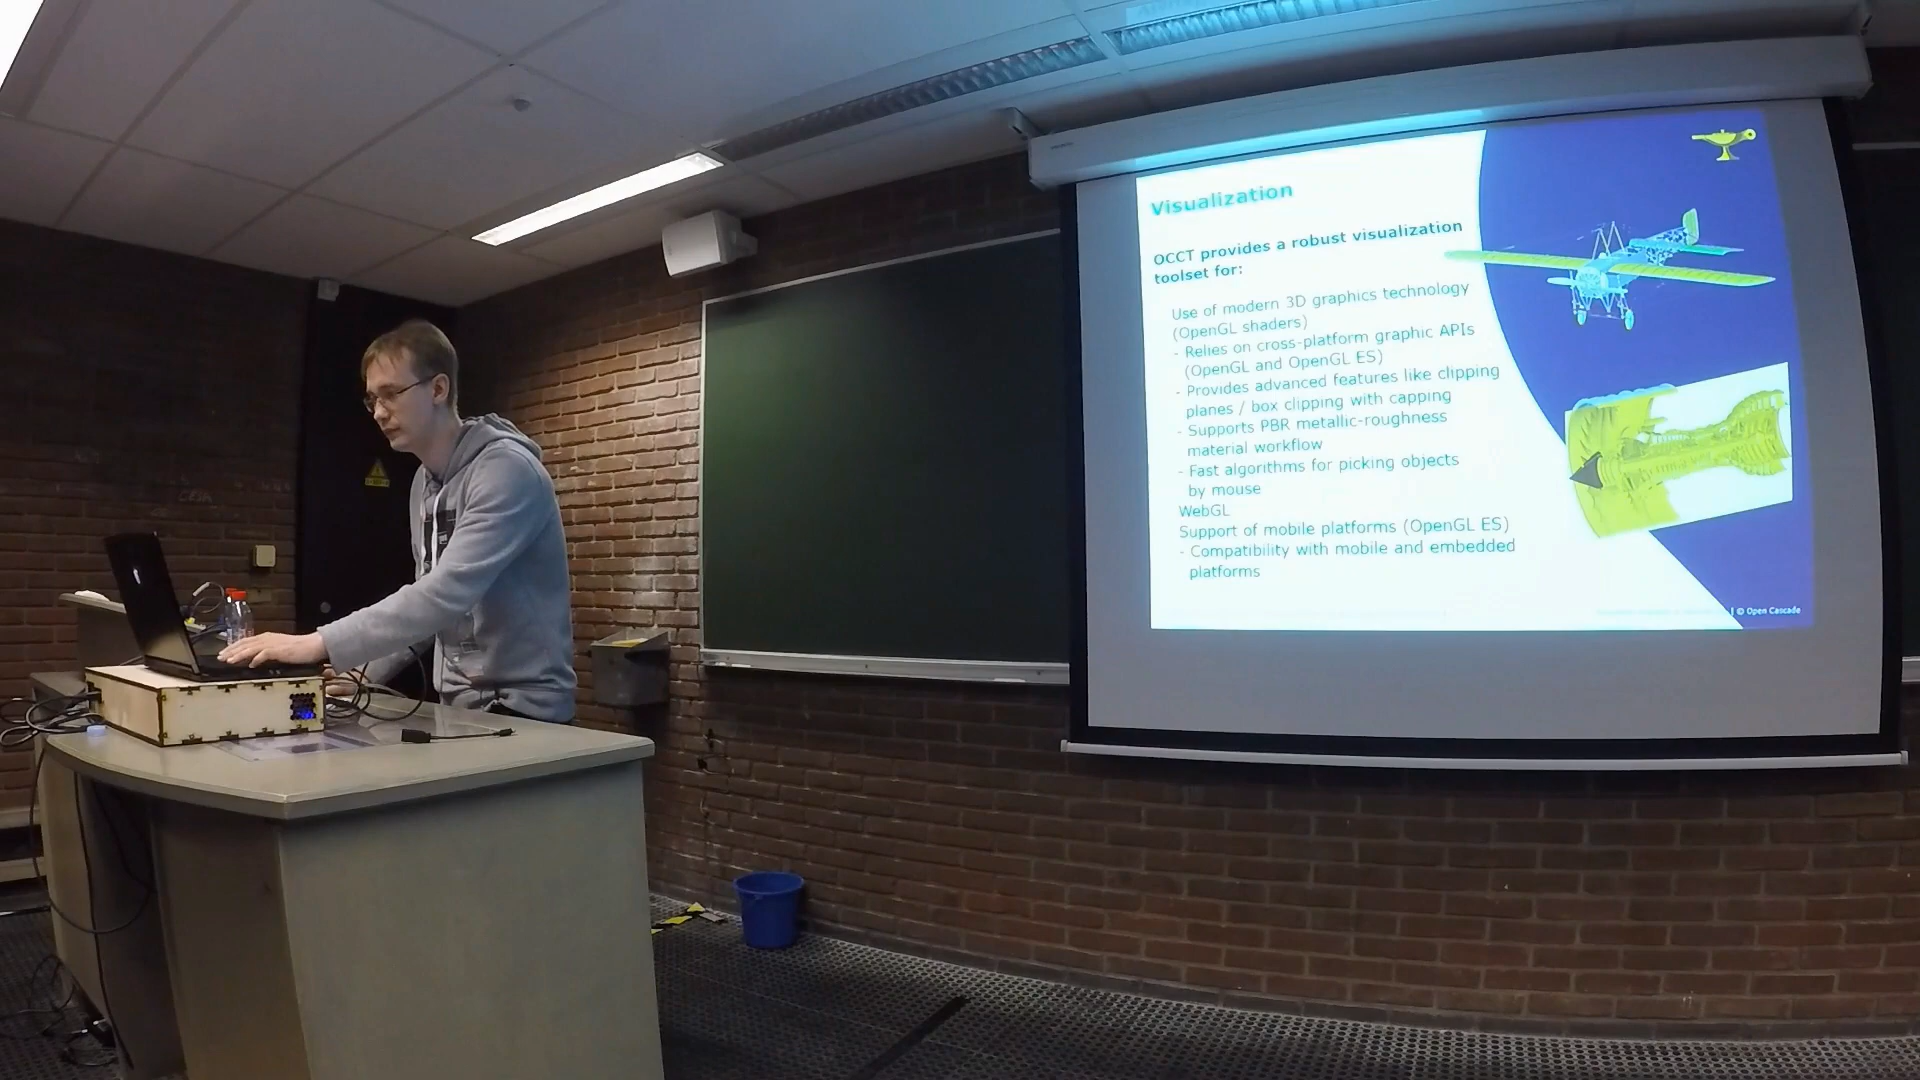 Visualization
OCCT provides a robust visualization
toolset for:
Use of modern 3D graphics technology
(OpenGL shaders)
- Relies on cross-platform graphic APIs
(OpenGL and OpenGL ES)
- Provides advanced features like clipping
planes / box clipping with capping
- Supports PBR metallic-roughness
material workflow
- Fast algorithms for picking objects
by mouse
WebGL
Support of mobile platforms (OpenGL ES)
- Compatibility with mobile and embedded
platforms
| © Open Cascade